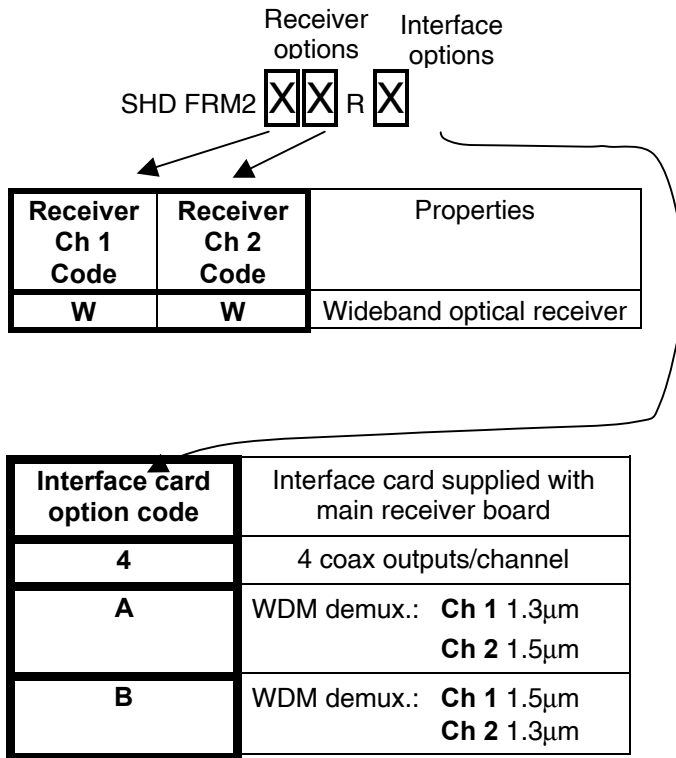 Receiver options
Interface options
SHD FRM2 X X R X
Receiver Ch 1 Code
Receiver Ch 2 Code
Properties
W
W
Wideband optical receiver
Interface card option code
Interface card supplied with main receiver board
4
4 coax outputs/channel
A
WDM demux.: Ch 1 1.3µm
Ch 2 1.5µm
B
WDM demux.: Ch 1 1.5µm
Ch 2 1.3µm